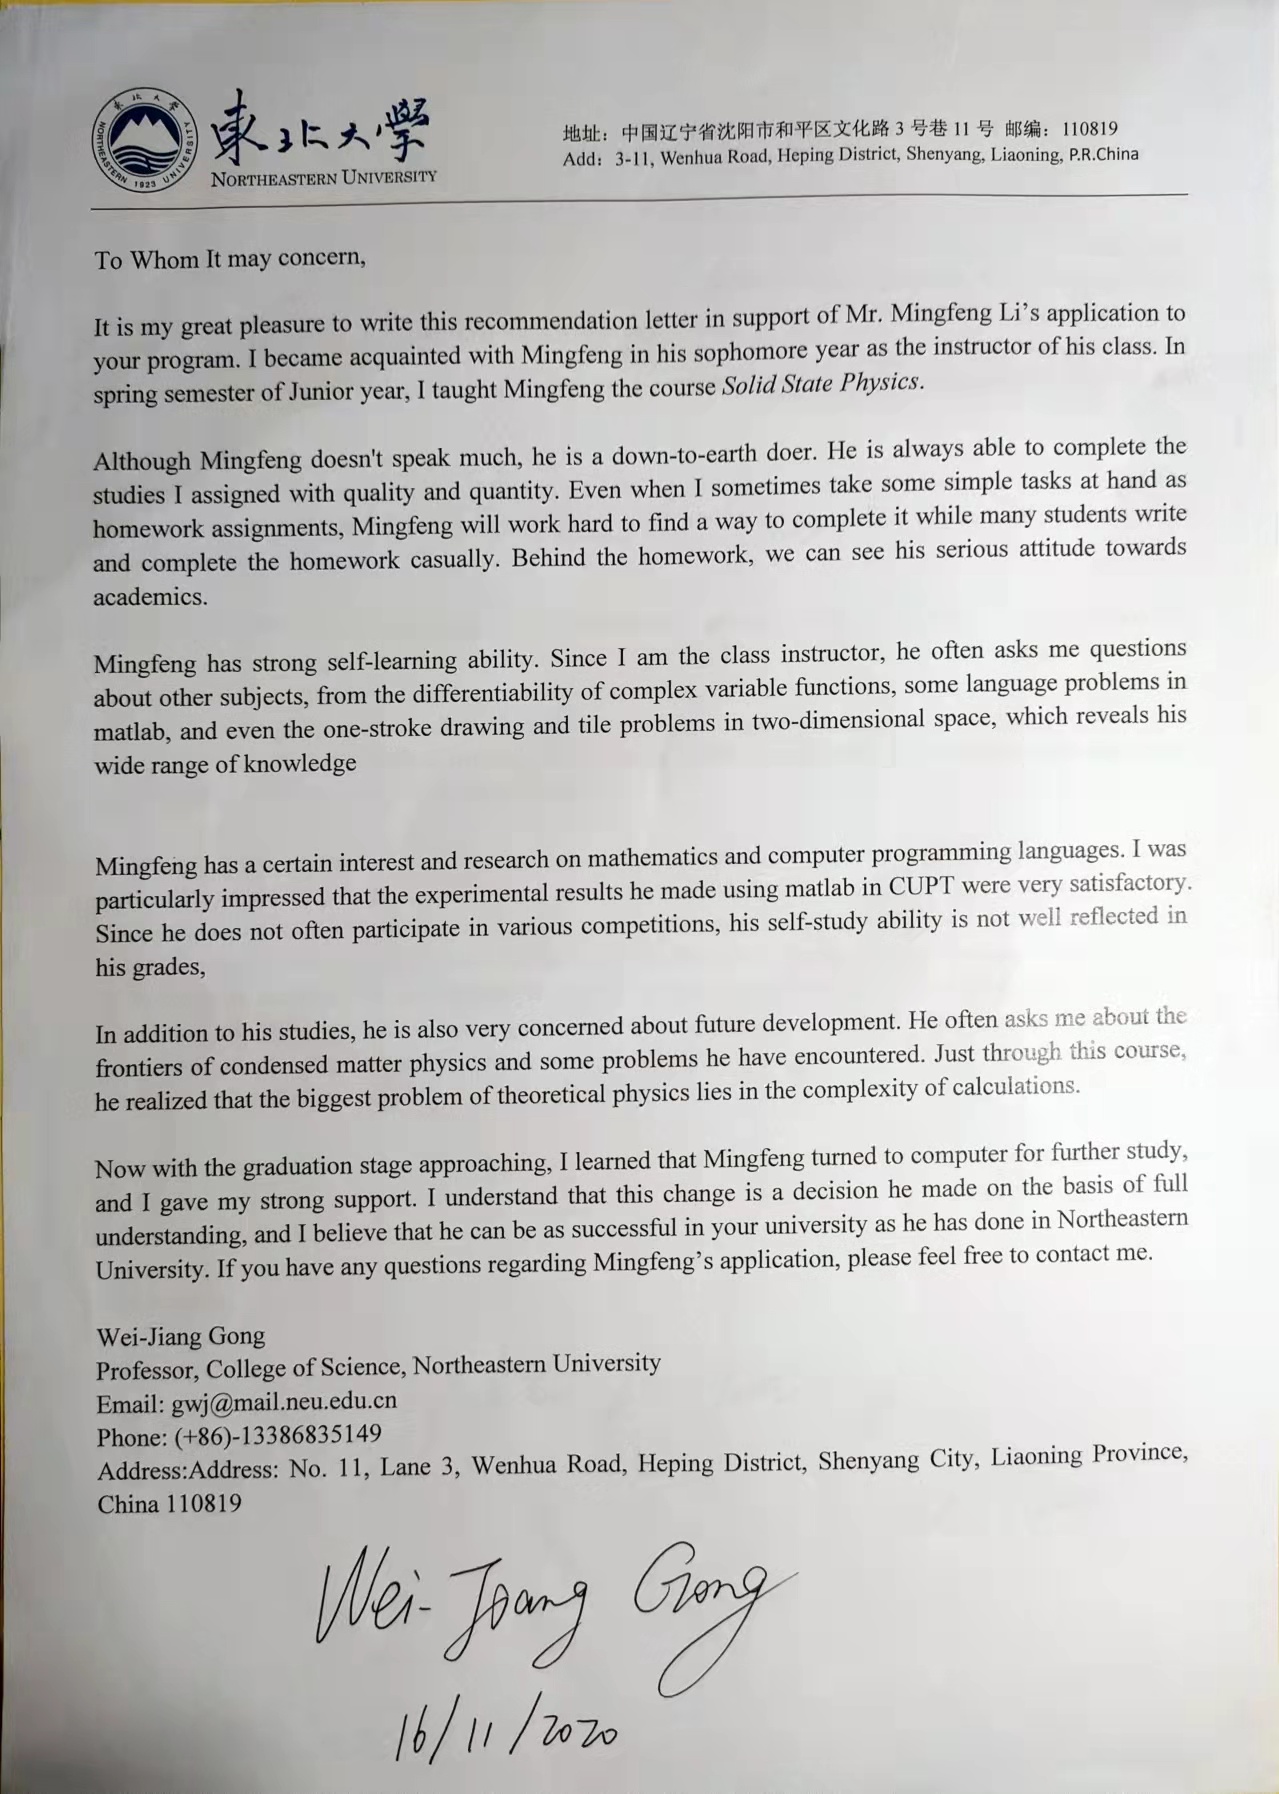 東北大學
NORTHEASTERN UNIVERSITY
東北大學
NORTHEASTERN UNIVERSITY
1923
地址：中国辽宁省沈阳市和平区文化路 3 号巷 11 号 邮编：110819
Add: 3-11, Wenhua Road, Heping District, Shenyang, Liaoning, P.R.China
To Whom It may concern,
It is my great pleasure to write this recommendation letter in support of Mr. Mingfeng Li’s application to
your program. I became acquainted with Mingfeng in his sophomore year as the instructor of his class. In
spring semester of Junior year, I taught Mingfeng the course Solid State Physics.
Although Mingfeng doesn't speak much, he is a down-to-earth doer. He is always able to complete the
studies I assigned with quality and quantity. Even when I sometimes take some simple tasks at hand as
homework assignments, Mingfeng will work hard to find a way to complete it while many students write
and complete the homework casually. Behind the homework, we can see his serious attitude towards
academics.
Mingfeng has strong self-learning ability. Since I am the class instructor, he often asks me questions
about other subjects, from the differentiability of complex variable functions, some language problems in
matlab, and even the one-stroke drawing and tile problems in two-dimensional space, which reveals his
wide range of knowledge
Mingfeng has a certain interest and research on mathematics and computer programming languages. I was
particularly impressed that the experimental results he made using matlab in CUPT were very satisfactory.
Since he does not often participate in various competitions, his self-study ability is not well reflected in
his grades,
In addition to his studies, he is also very concerned about future development. He often asks me about the
frontiers of condensed matter physics and some problems he have encountered. Just through this course,
he realized that the biggest problem of theoretical physics lies in the complexity of calculations.
Now with the graduation stage approaching, I learned that Mingfeng turned to computer for further study,
and I gave my strong support. I understand that this change is a decision he made on the basis of full
understanding, and I believe that he can be as successful in your university as he has done in Northeastern
University. If you have any questions regarding Mingfeng’s application, please feel free to contact me.
Wei-Jiang Gong
Professor, College of Science, Northeastern University
Email: gwj@mail.neu.edu.cn
Phone: (+86)-13386835149
Address:Address: No. 11, Lane 3, Wenhua Road, Heping District, Shenyang City, Liaoning Province,
China 110819
Wei-Jiang Gong
16/11/2020